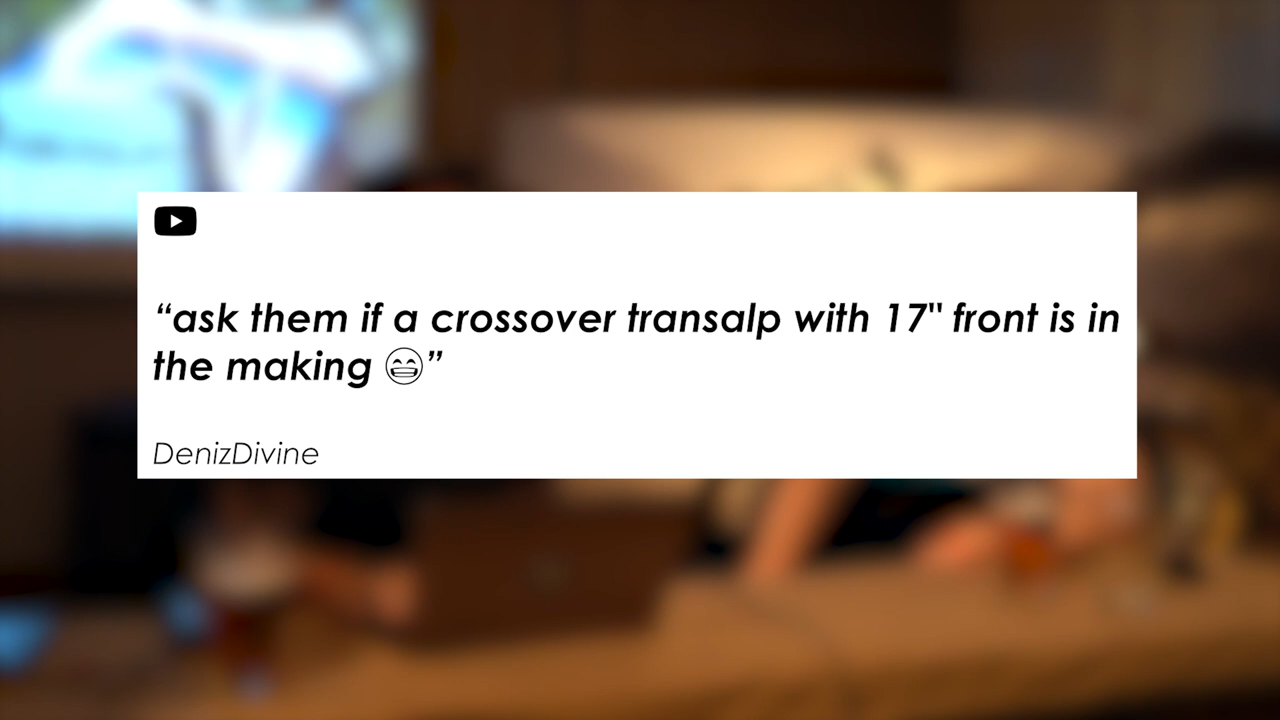 “ask them if a crossover transalp with 17" front is in
the making 😁”
DenizDivine